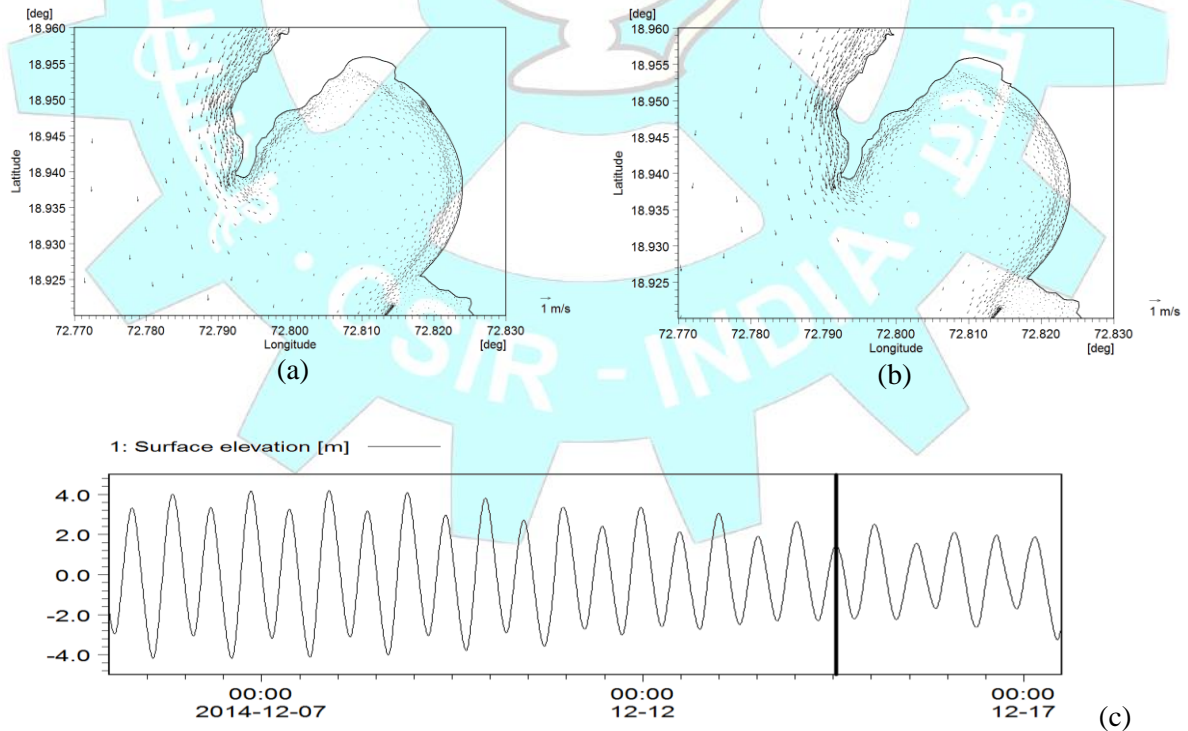 [deg]
18.960
18.955
18.950
18.945
18.940
18.935
18.930
18.925
Latitude
72.770 72.780 72.790 72.800 72.810 72.820 72.830
Longitude
[deg]
1 m/s
(a)
[deg]
18.960
18.955
18.950
18.945
18.940
18.935
18.930
18.925
Latitude
72.770 72.780 72.790 72.800 72.810 72.820 72.830
Longitude
[deg]
1 m/s
(b)
CSIR - INDIA
1: Surface elevation [m]
4.0
2.0
0.0
-2.0
-4.0
00:00 00:00 00:00
2014-12-07 12-12 12-17
(c)